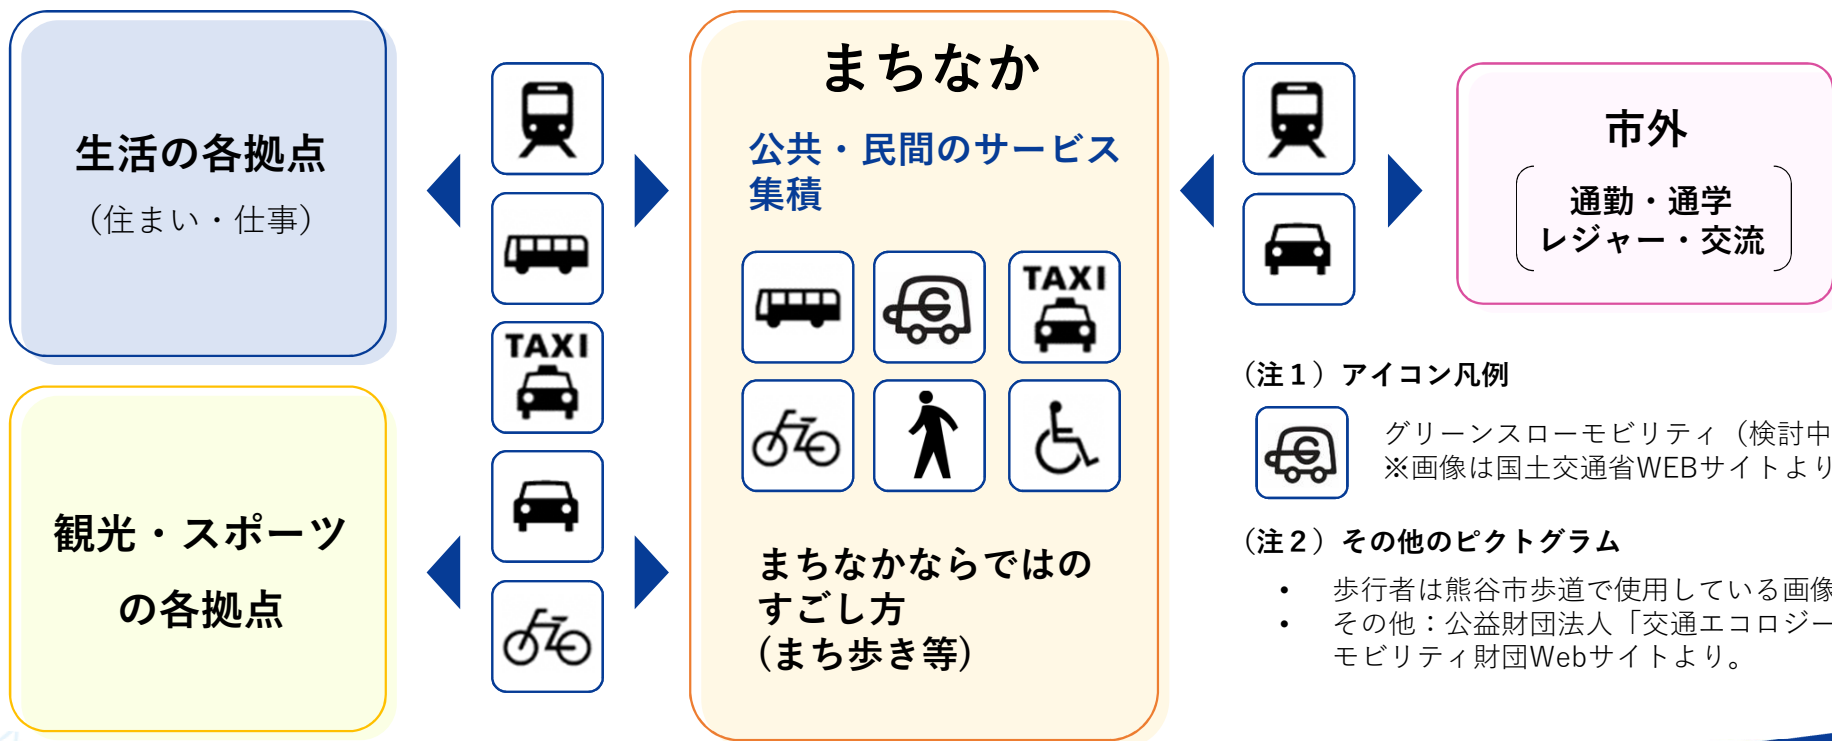 生活の各拠点
（住まい・仕事）
観光・スポーツ
の各拠点
TAXI
まちなか
公共・民間のサービス
集積
TAXI
まちなかならではの
すごし方
（まち歩き等）
市外
通勤・通学
レジャー・交流
（注１）アイコン凡例
グリーンスローモビリティ（検討中
※画像は国土交通省WEBサイトより
（注２）その他のピクトグラム
• 歩行者は熊谷市歩道で使用している画像
• その他：公益財団法人「交通エコロジー
モビリティ財団Webサイトより。